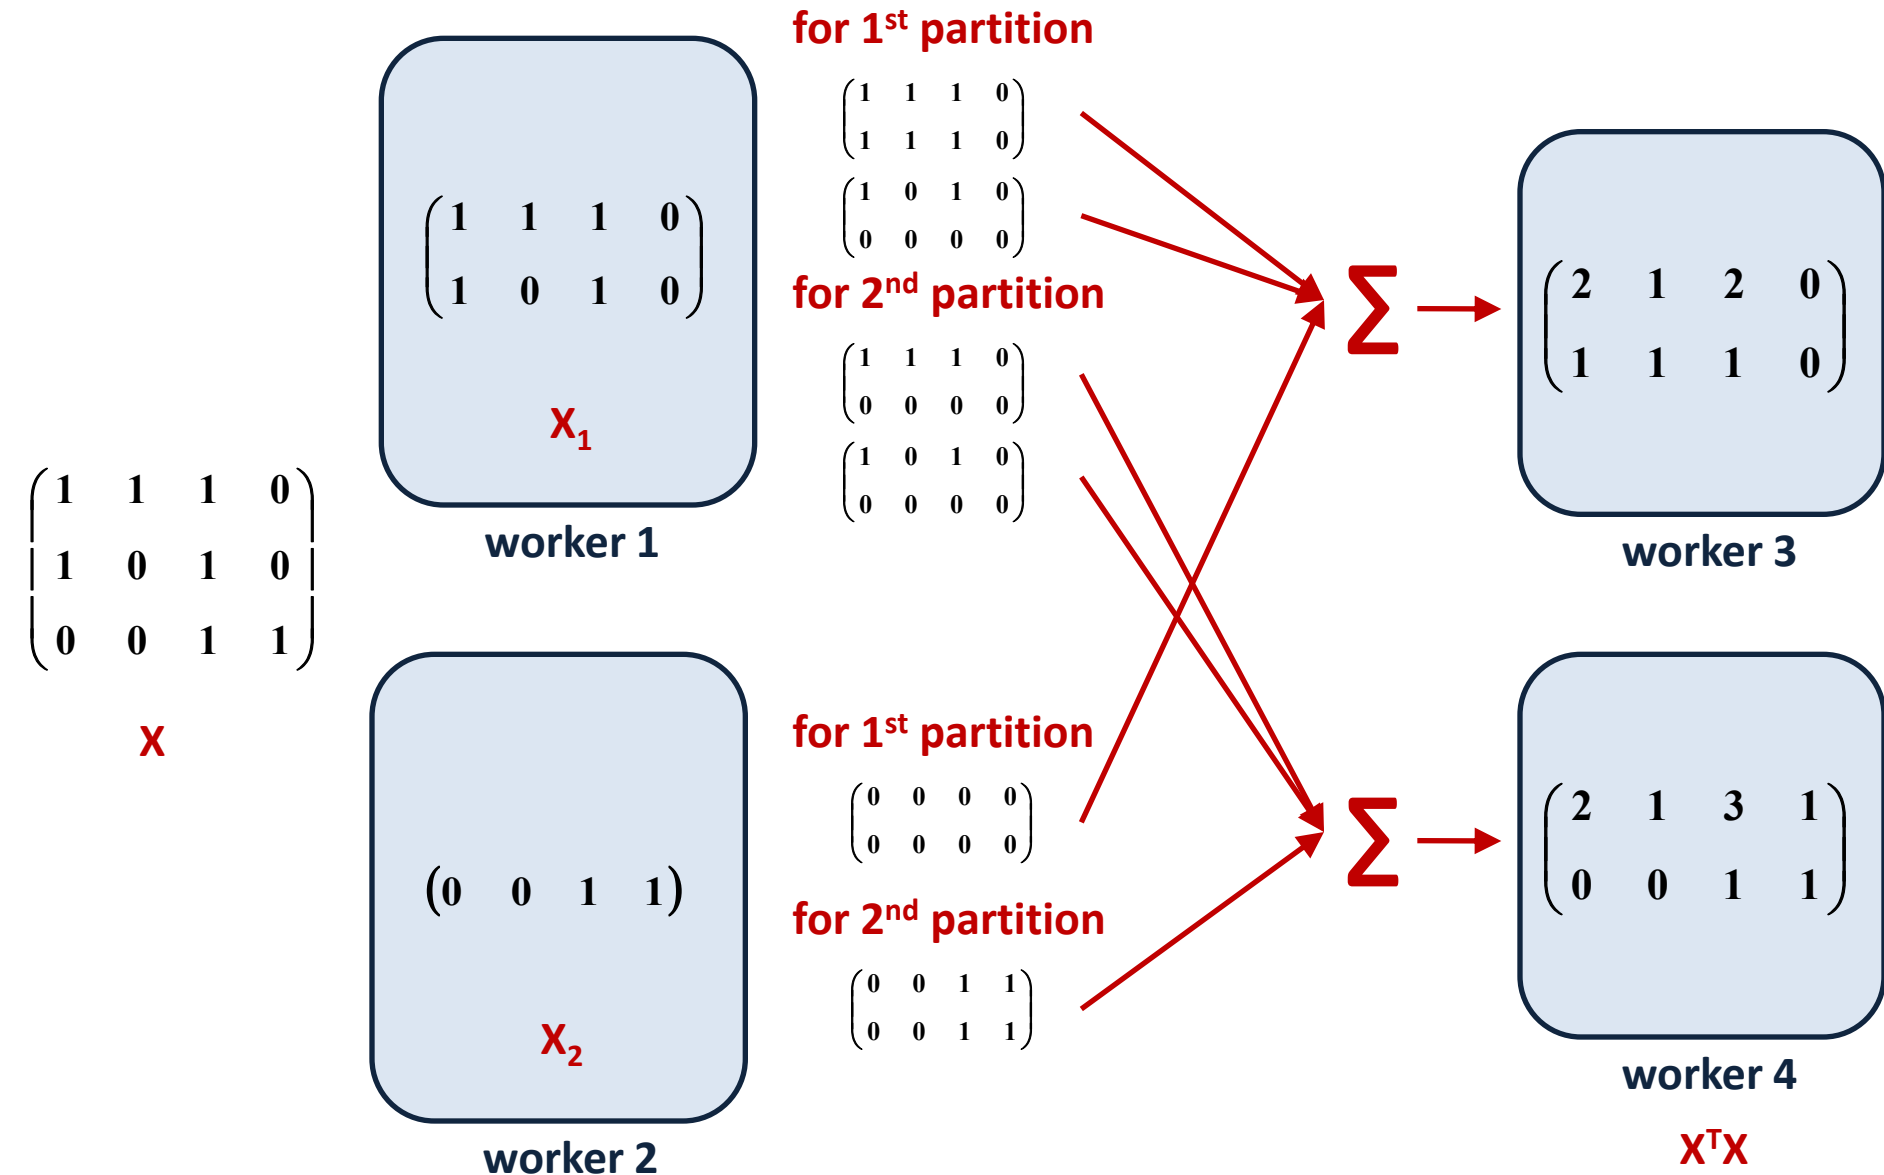 1 1 1 0
1 0 1 0
0 0 1 1
X
1 1 1 0
1 0 1 0
X₁
worker 1
0 0 1 1
X₂
worker 2
for 1st partition
1 1 1 0
1 1 1 0
1 0 1 0
0 0 0 0
for 2nd partition
1 1 1 0
0 0 0 0
1 0 1 0
0 0 0 0
for 1st partition
0 0 0 0
0 0 0 0
for 2nd partition
0 0 1 1
0 0 1 1
Σ
Σ
2 1 2 0
1 1 1 0
worker 3
2 1 3 1
0 0 1 1
worker 4
XᵀX